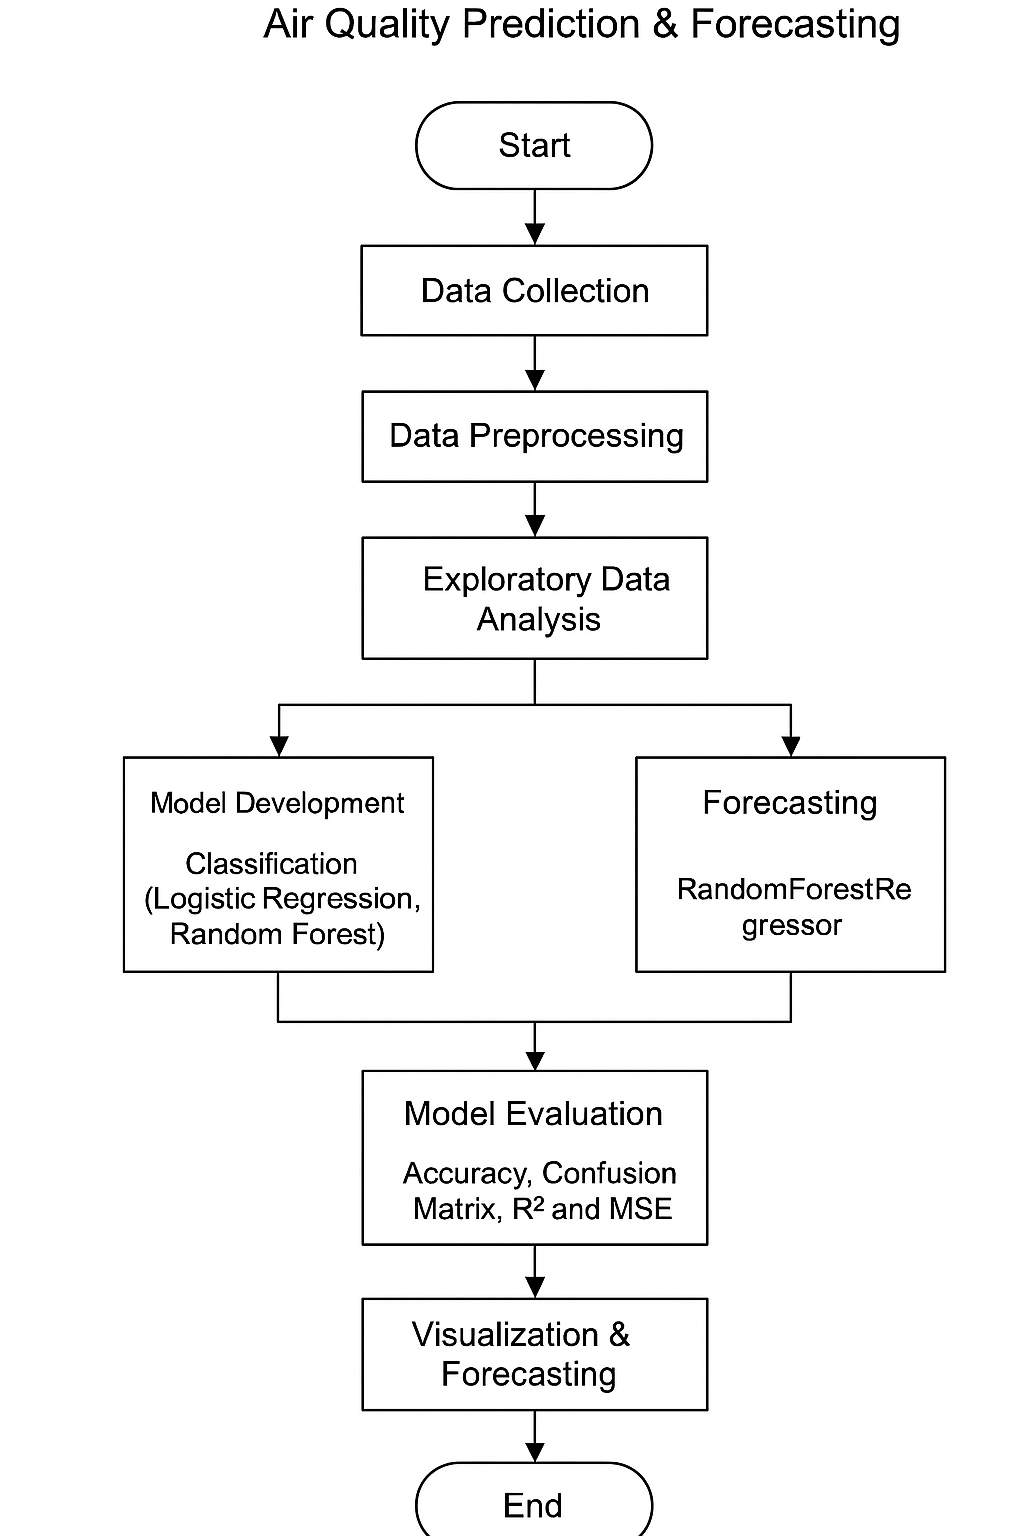 Air Quality Prediction & Forecasting
Start
Data Collection
Data Preprocessing
Exploratory Data
Analysis
Model Development
Classification
(Logistic Regression,
Random Forest)
Forecasting
RandomForestRe
gressor
Model Evaluation
Accuracy, Confusion
Matrix, R² and MSE
Visualization &
Forecasting
End